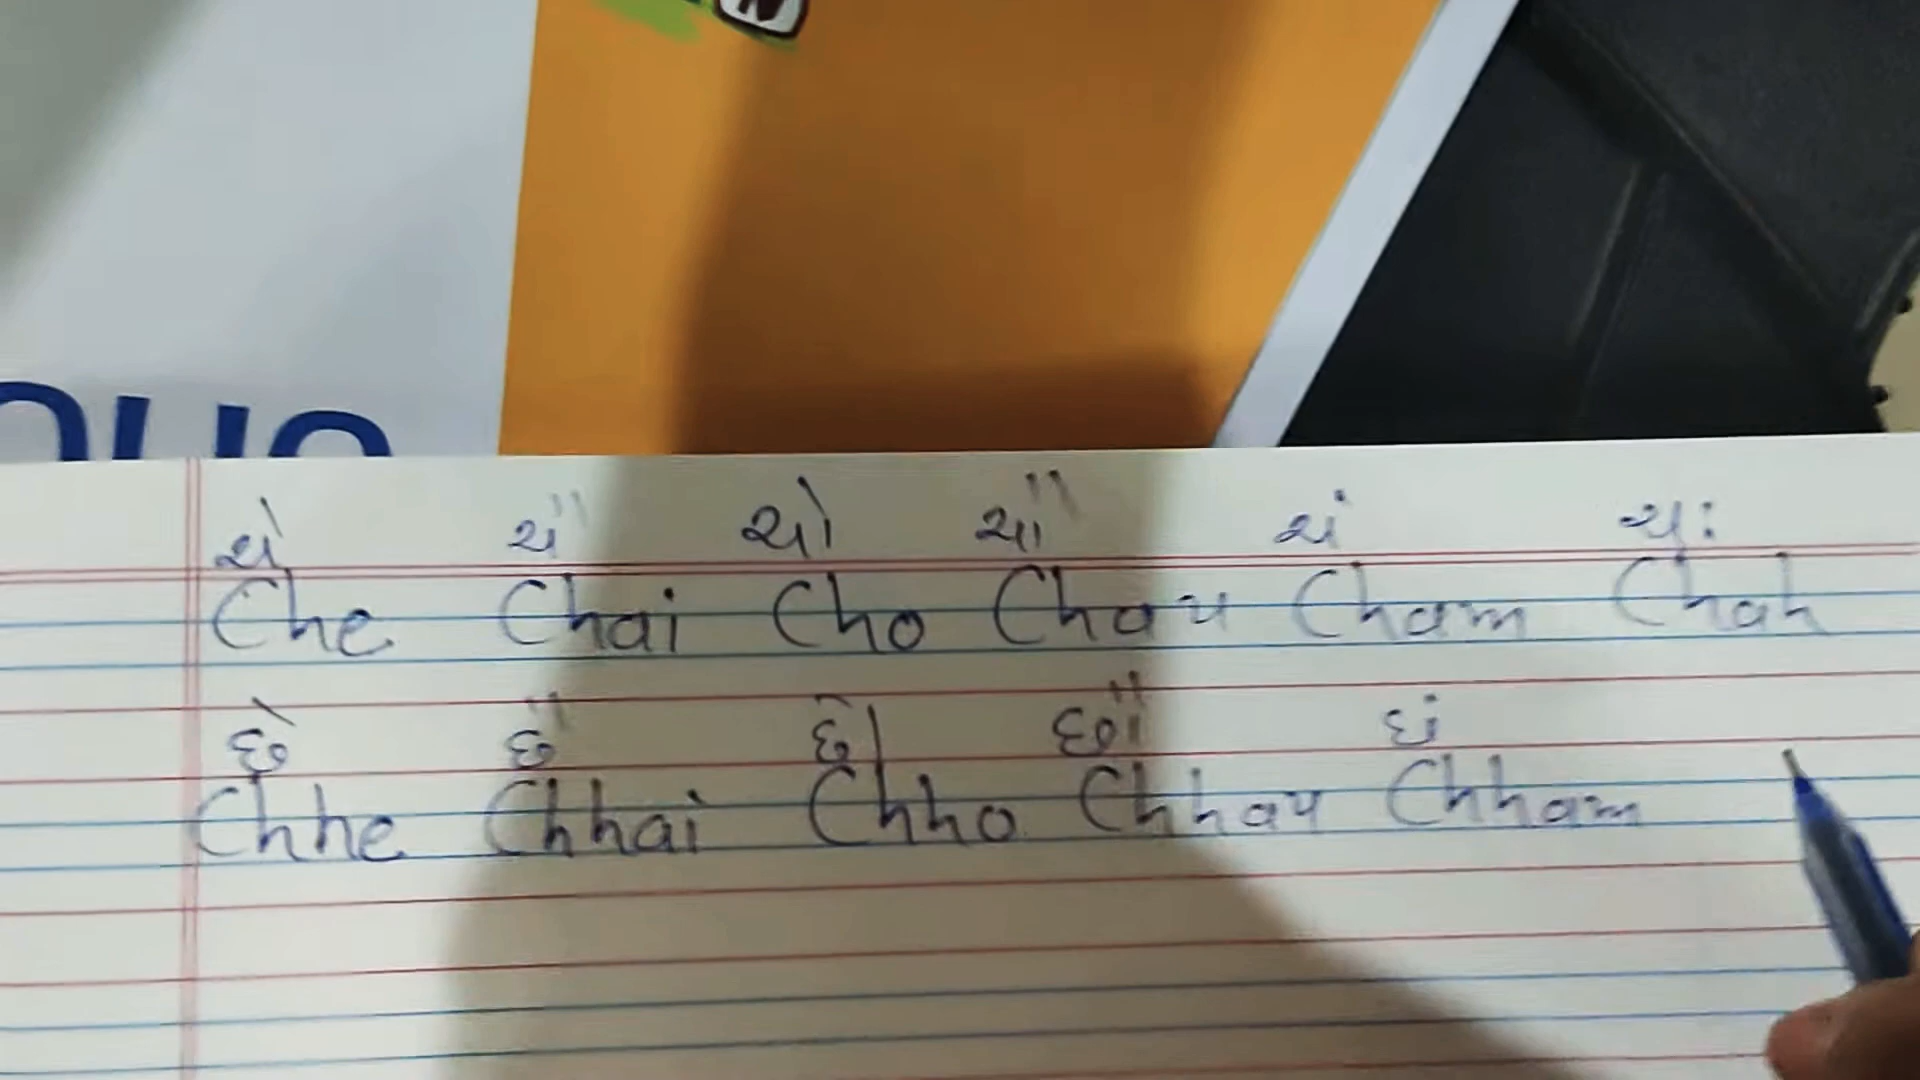 ચે ચૈ ચો ચૌ ચં ચઃ
Che Chai Cho Chau Cham Chah
છે છૈ છો છૌ છં
Chhe Chhai Chho Chhau Chham